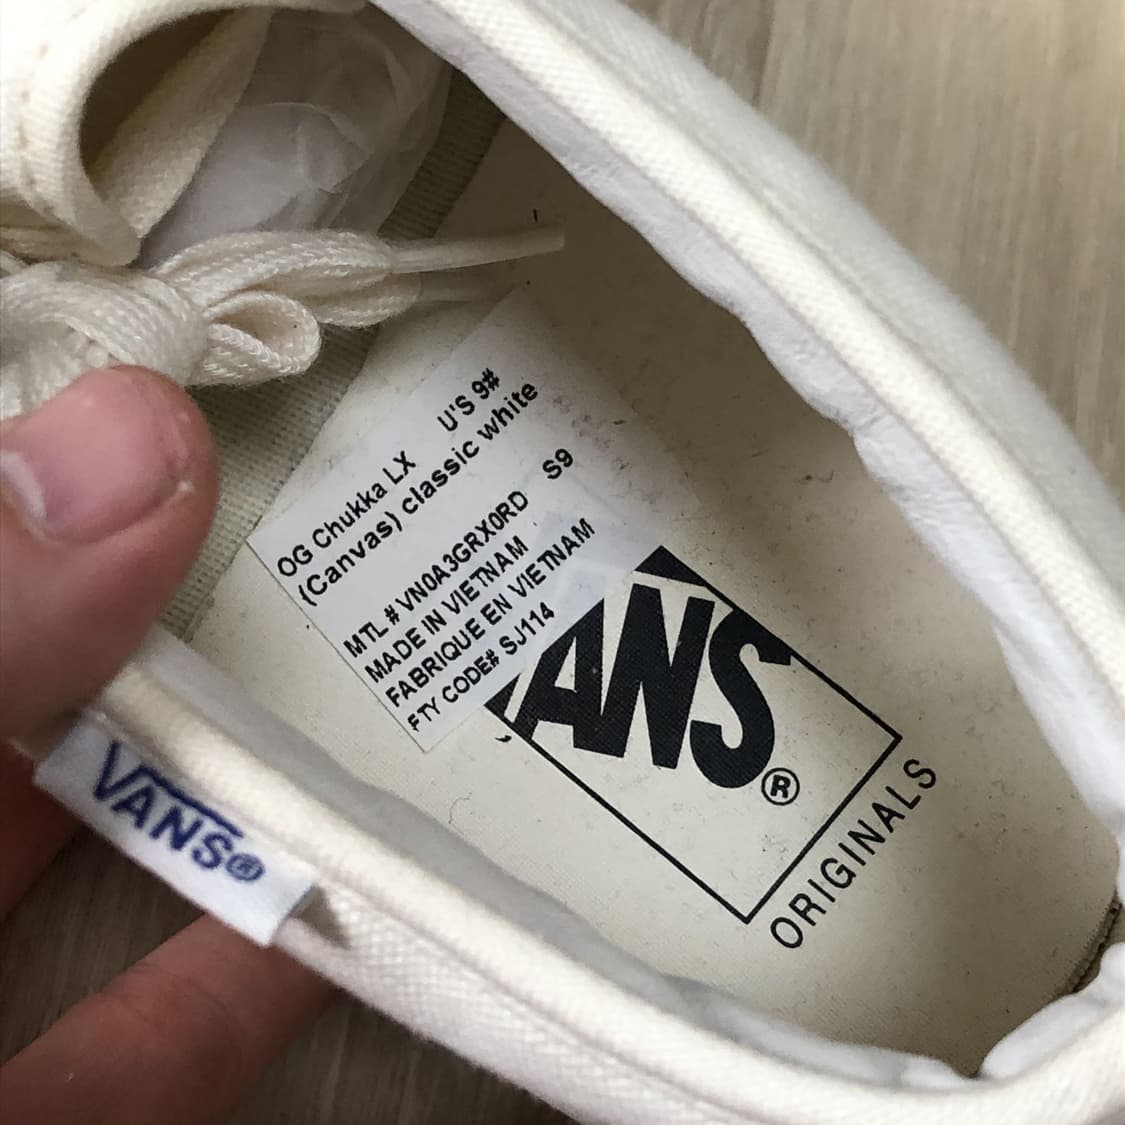 OG Chukka LX U'S 9#
(Canvas) classic white
MTL # VN0A3GRX0RD S9
MADE IN VIETNAM
FABRIQUE EN VIETNAM
FTY CODE# SJ114
VANS®
ORIGINALS
VANS®